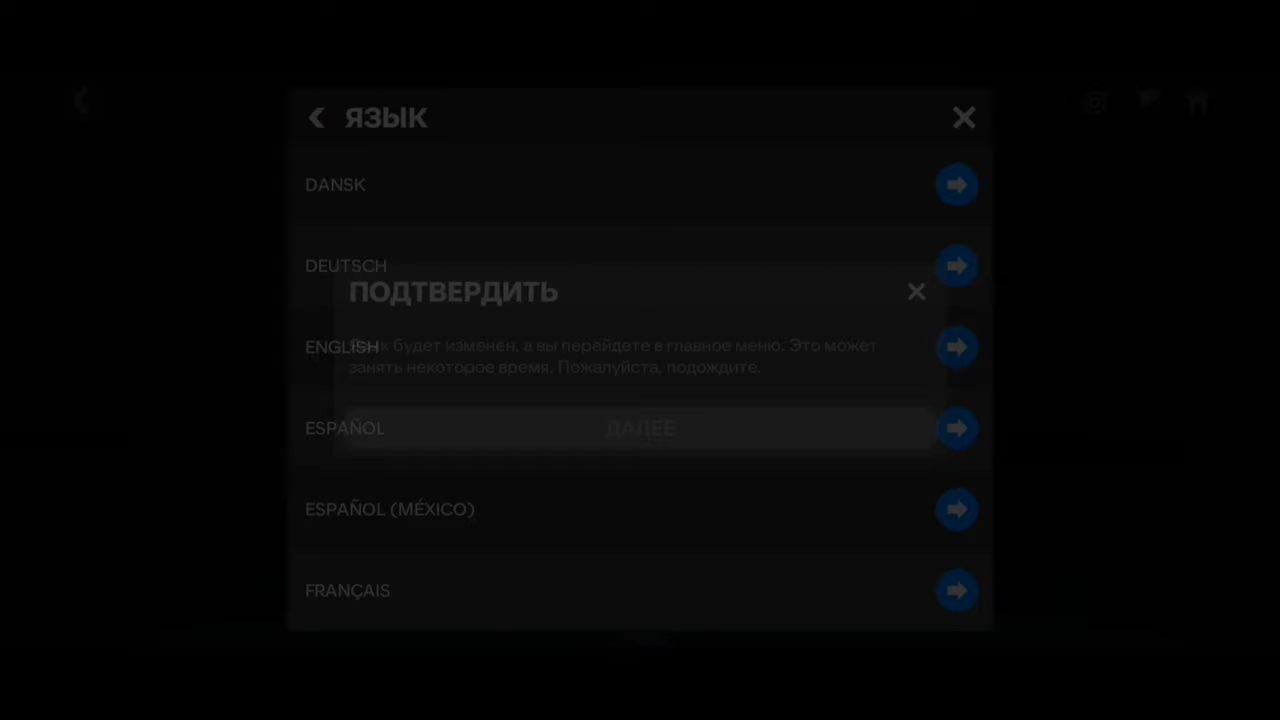 ЯЗЫК
DANSK
DEUTSCH
ПОДТВЕРДИТЬ
ENGLISH
будет изменен, а вы перейдете в главное меню. Это может
занять некоторое время. Пожалуйста, подождите.
ESPAÑOL
ДАЛЕЕ
ESPAÑOL (MÉXICO)
FRANÇAIS